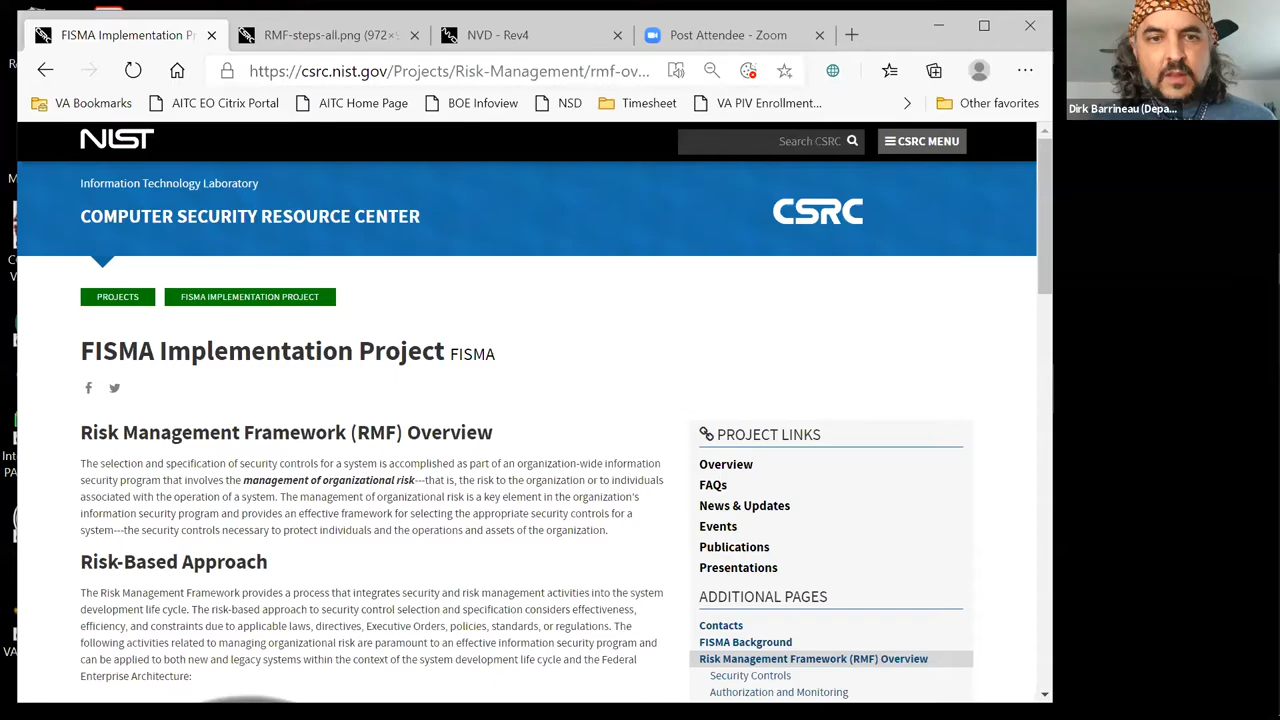 FISMA Implementation Pr
RMF-steps-all.png (972×9
NVD - Rev4
Post Attendee - Zoom
https://csrc.nist.gov/Projects/Risk-Management/rmf-ov...
VA Bookmarks
AITC EO Citrix Portal
AITC Home Page
BOE Infoview
NSD
Timesheet
VA PIV Enrollment...
Other favorites
Dirk Barrineau (Depa...
NIST
Search CSRC
CSRC MENU
Information Technology Laboratory
COMPUTER SECURITY RESOURCE CENTER
CSRC
PROJECTS
FISMA IMPLEMENTATION PROJECT
FISMA Implementation Project FISMA
Risk Management Framework (RMF) Overview
The selection and specification of security controls for a system is accomplished as part of an organization-wide information
security program that involves the management of organizational risk---that is, the risk to the organization or to individuals
associated with the operation of a system. The management of organizational risk is a key element in the organization's
information security program and provides an effective framework for selecting the appropriate security controls for a
system---the security controls necessary to protect individuals and the operations and assets of the organization.
Risk-Based Approach
The Risk Management Framework provides a process that integrates security and risk management activities into the system
development life cycle. The risk-based approach to security control selection and specification considers effectiveness,
efficiency, and constraints due to applicable laws, directives, Executive Orders, policies, standards, or regulations. The
following activities related to managing organizational risk are paramount to an effective information security program and
can be applied to both new and legacy systems within the context of the system development life cycle and the Federal
Enterprise Architecture:
PROJECT LINKS
Overview
FAQs
News & Updates
Events
Publications
Presentations
ADDITIONAL PAGES
Contacts
FISMA Background
Risk Management Framework (RMF) Overview
Security Controls
Authorization and Monitoring